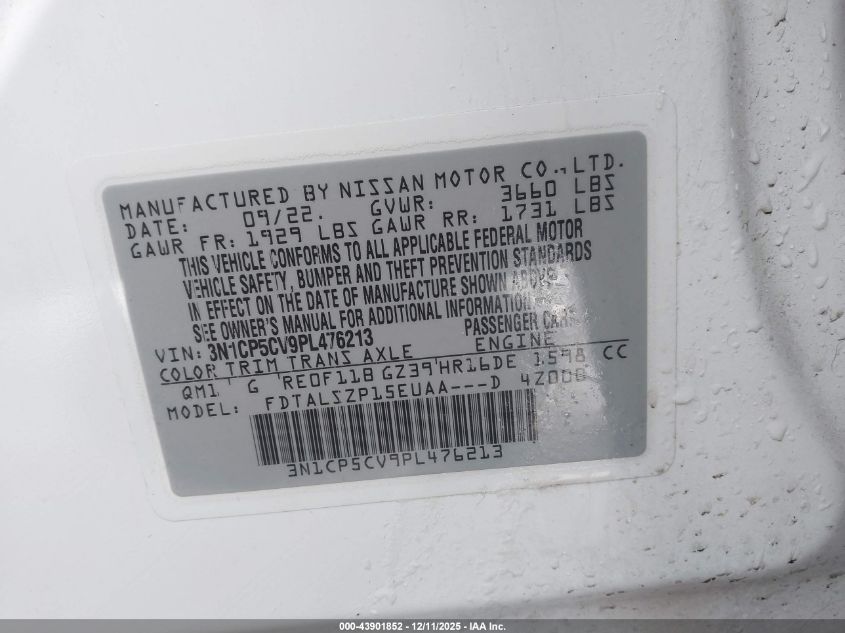 MANUFACTURED BY NISSAN MOTOR CO.,LTD.
DATE: 09/22. GVWR: 3660 LBS
GAWR FR: 1929 LBS GAWR RR: 1731 LBS
THIS VEHICLE CONFORMS TO ALL APPLICABLE FEDERAL MOTOR
VEHICLE SAFETY, BUMPER AND THEFT PREVENTION STANDARDS
IN EFFECT ON THE DATE OF MANUFACTURE SHOWN ABOVE.
SEE OWNER'S MANUAL FOR ADDITIONAL INFORMATION.
VIN: 3N1CP5CV9PL476213 PASSENGER CAR
COLOR TRIM TRANS AXLE ENGINE
QM1 G RE0F11B GZ39 HR16DE 1598 CC
MODEL: FDTALSZP15EUAA---D 4Z000
3N1CP5CV9PL476213
000-43901852 - 12/11/2025 - IAA Inc.